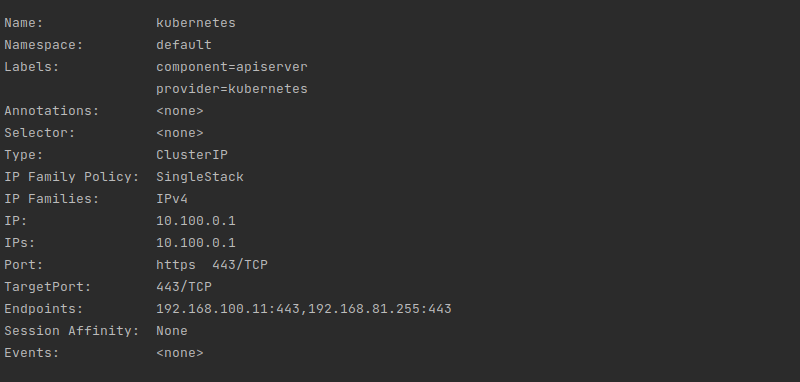 Name:              kubernetes
Namespace:         default
Labels:            component=apiserver
                   provider=kubernetes
Annotations:       <none>
Selector:          <none>
Type:              ClusterIP
IP Family Policy:  SingleStack
IP Families:       IPv4
IP:                10.100.0.1
IPs:               10.100.0.1
Port:              https  443/TCP
TargetPort:        443/TCP
Endpoints:         192.168.100.11:443,192.168.81.255:443
Session Affinity:  None
Events:            <none>